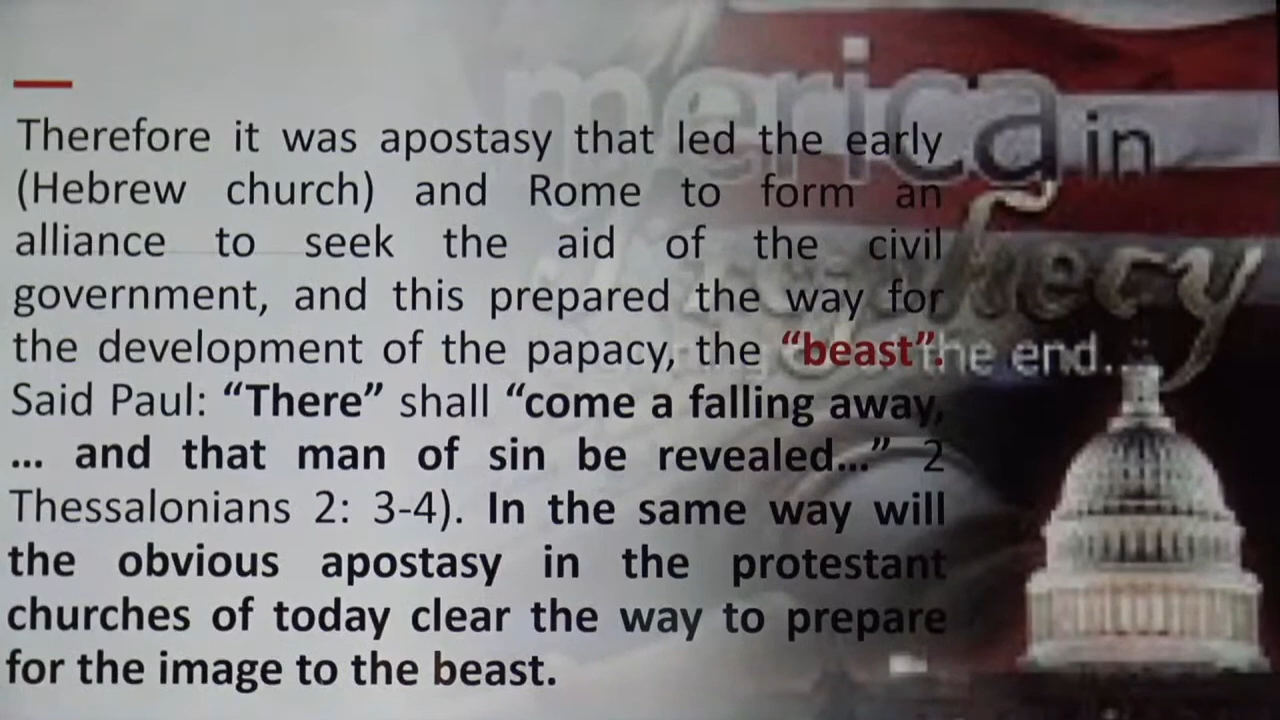 merica in
hecy
the end...
Therefore it was apostasy that led the early
(Hebrew church) and Rome to form an
alliance to seek the aid of the civil
government, and this prepared the way for
the development of the papacy, the “beast”.
Said Paul: “There” shall “come a falling away,
... and that man of sin be revealed...” 2
Thessalonians 2: 3-4). In the same way will
the obvious apostasy in the protestant
churches of today clear the way to prepare
for the image to the beast.